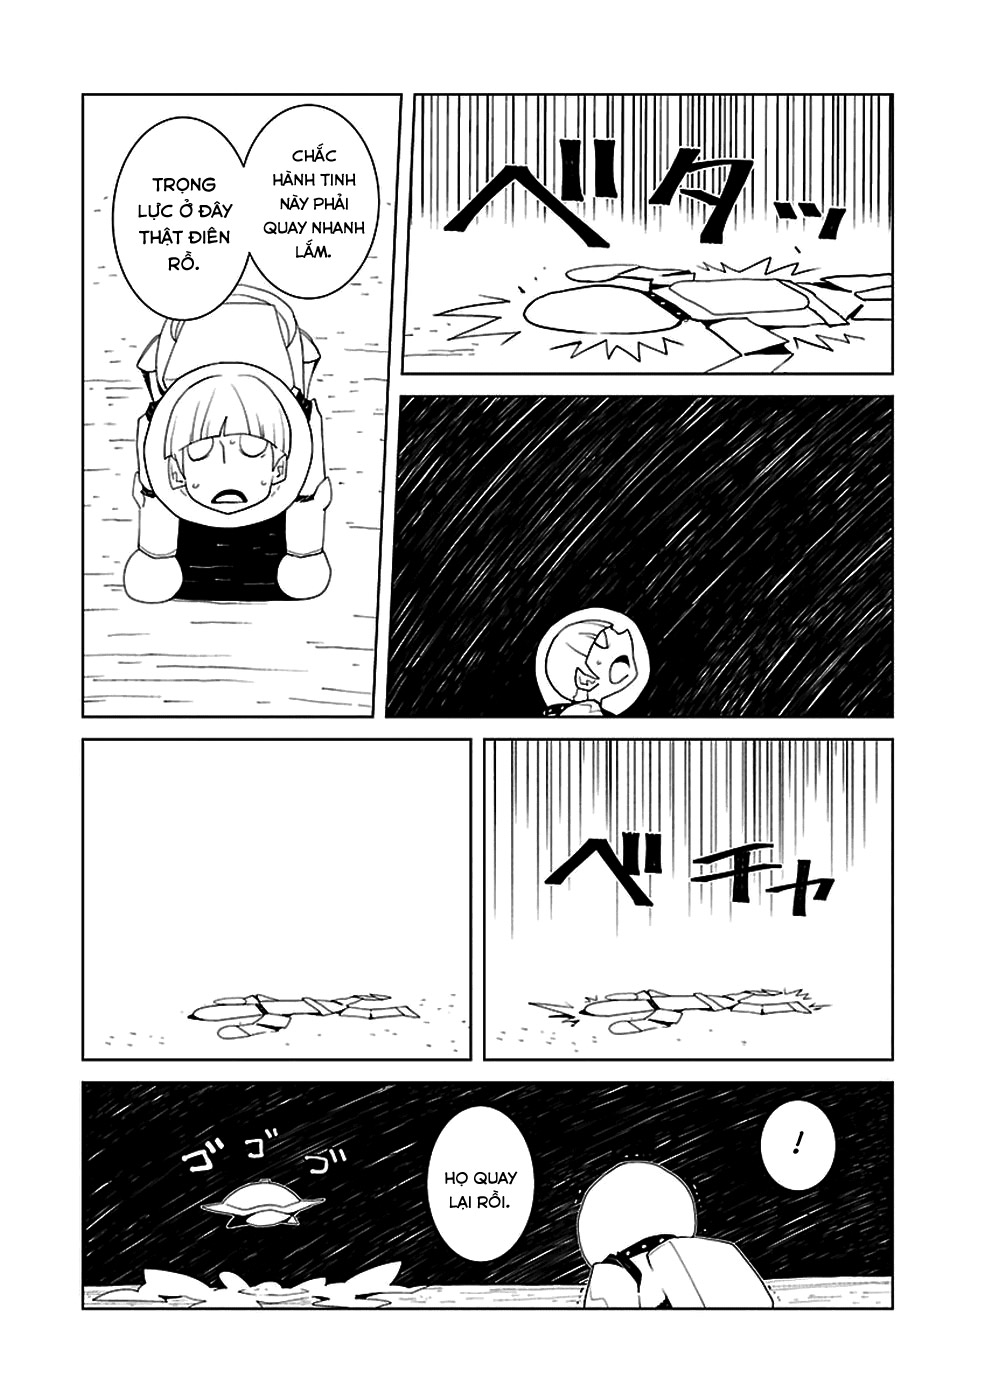 ベタッ
CHẮC
HÀNH TINH
NÀY PHẢI
QUAY NHANH
LẮM.
TRỌNG
LỰC Ở ĐÂY
THẬT ĐIÊN
RỒ.
ベチャ
!
HỌ QUAY
LẠI RỒI.
ゴゴゴ